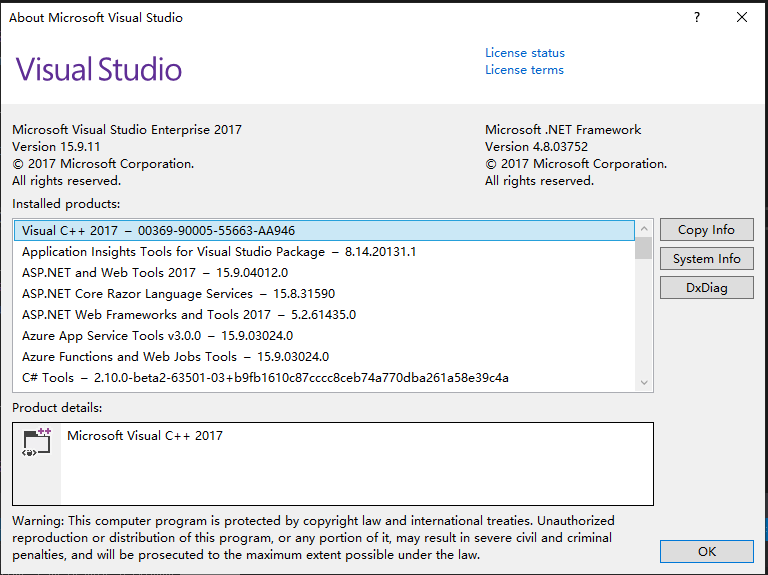 About Microsoft Visual Studio
?
Visual Studio
License status
License terms
Microsoft Visual Studio Enterprise 2017
Version 15.9.11
© 2017 Microsoft Corporation.
All rights reserved.
Microsoft .NET Framework
Version 4.8.03752
© 2017 Microsoft Corporation.
All rights reserved.
Installed products:
Visual C++ 2017 – 00369-90005-55663-AA946
Application Insights Tools for Visual Studio Package – 8.14.20131.1
ASP.NET and Web Tools 2017 – 15.9.04012.0
ASP.NET Core Razor Language Services – 15.8.31590
ASP.NET Web Frameworks and Tools 2017 – 5.2.61435.0
Azure App Service Tools v3.0.0 – 15.9.03024.0
Azure Functions and Web Jobs Tools – 15.9.03024.0
C# Tools – 2.10.0-beta2-63501-03+b9fb1610c87cccc8ceb74a770dba261a58e39c4a
Copy Info
System Info
DxDiag
Product details:
Microsoft Visual C++ 2017
Warning: This computer program is protected by copyright law and international treaties. Unauthorized
reproduction or distribution of this program, or any portion of it, may result in severe civil and criminal
penalties, and will be prosecuted to the maximum extent possible under the law.
OK